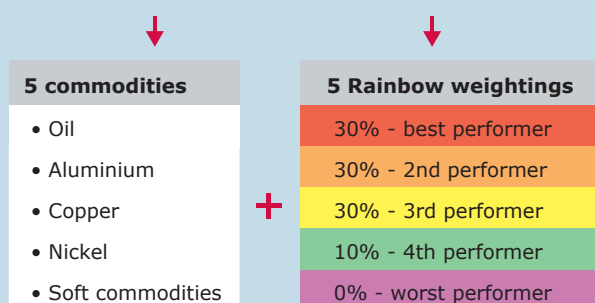 5 commodities
• Oil
• Aluminium
• Copper
• Nickel
• Soft commodities
+
5 Rainbow weightings
30% - best performer
30% - 2nd performer
30% - 3rd performer
10% - 4th performer
0% - worst performer